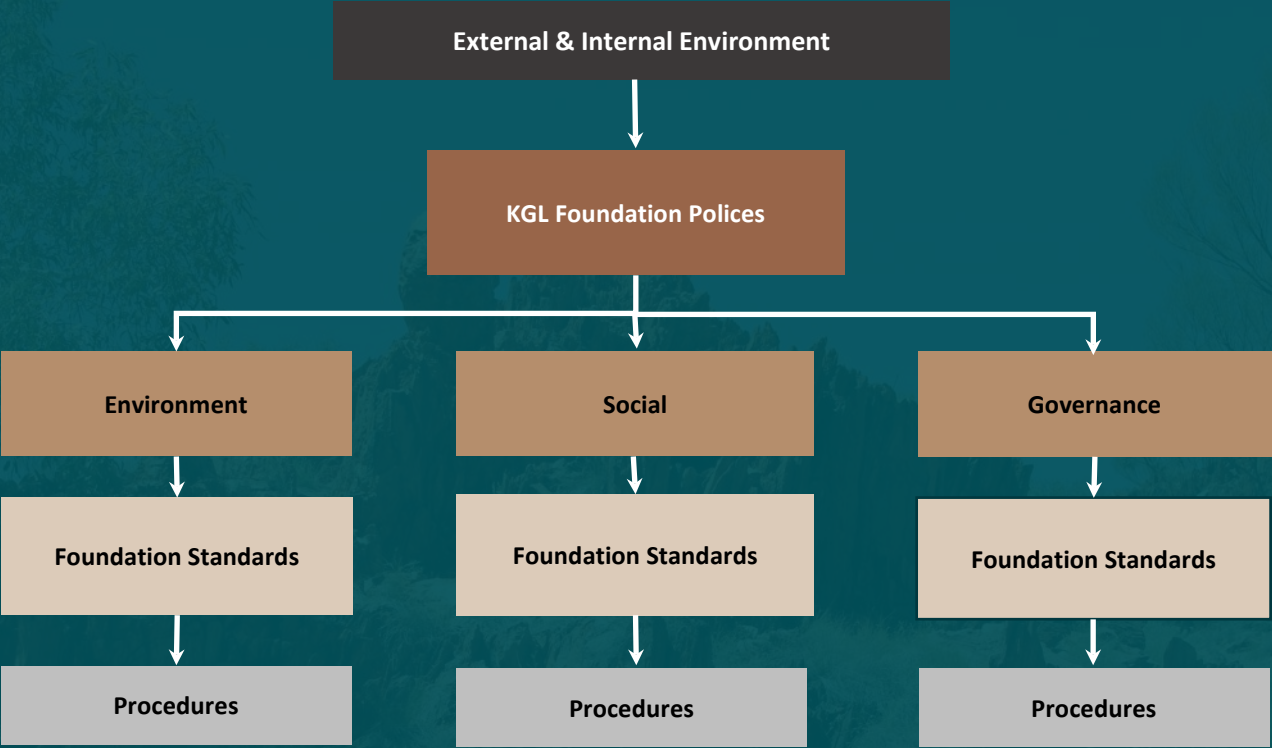 External & Internal Environment
KGL Foundation Polices
Environment
Social
Governance
Foundation Standards
Foundation Standards
Foundation Standards
Procedures
Procedures
Procedures